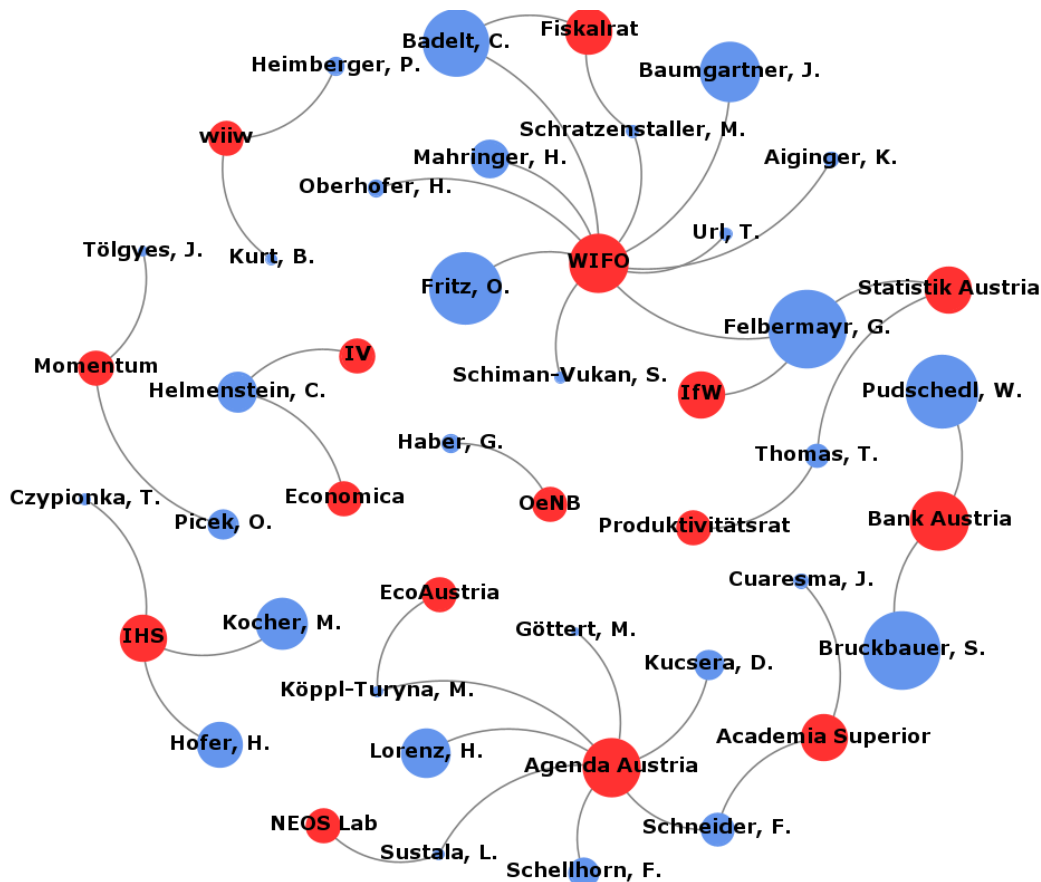 Fiskalrat
Badelt, C.
Heimberger, P.
Baumgartner, J.
Schratzenstaller, M.
wiiw
Mahringer, H.
Aiginger, K.
Oberhofer, H.
Url, T.
Tölgyes, J.
Kurt, B.
WIFO
Fritz, O.
Statistik Austria
Felbermayr, G.
IV
Momentum
Schiman-Vukan, S.
Helmenstein, C.
IfW
Pudschedl, W.
Haber, G.
Thomas, T.
Czypionka, T.
Economica
OeNB
Picek, O.
Produktivitätsrat
Bank Austria
Cuaresma, J.
EcoAustria
Kocher, M.
Göttert, M.
IHS
Bruckbauer, S.
Kucsera, D.
Köppl-Turyna, M.
Academia Superior
Hofer, H.
Lorenz, H.
Agenda Austria
NEOS Lab
Schneider, F.
Sustala, L.
Schellhorn, F.